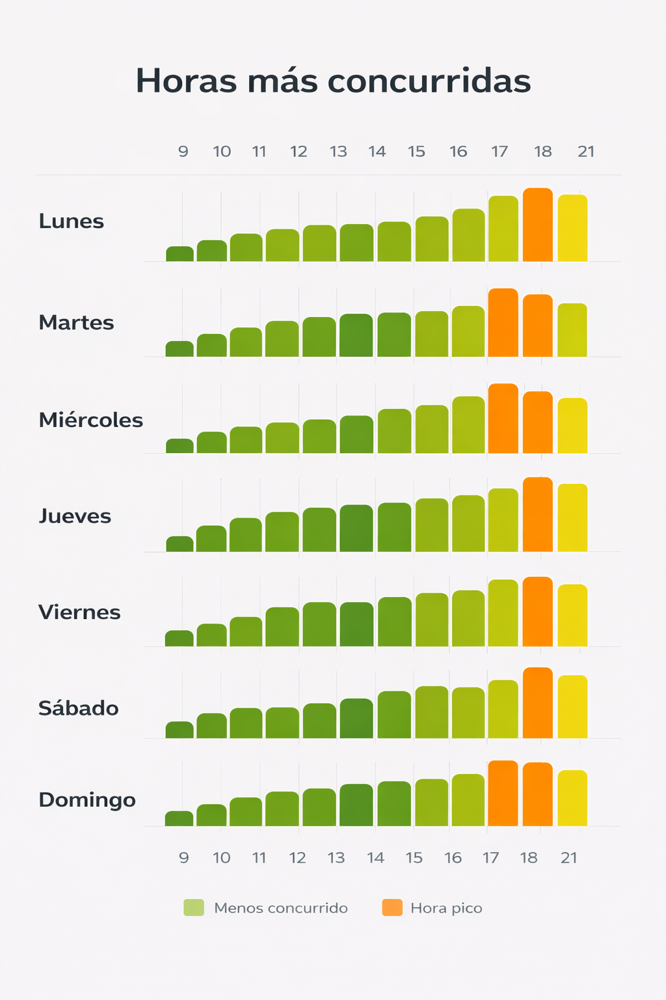 Horas más concurridas
9 10 11 12 13 14 15 16 17 18 21
Lunes
Martes
Miércoles
Jueves
Viernes
Sábado
Domingo
9 10 11 12 13 14 15 16 17 18 21
Menos concurrido Hora pico